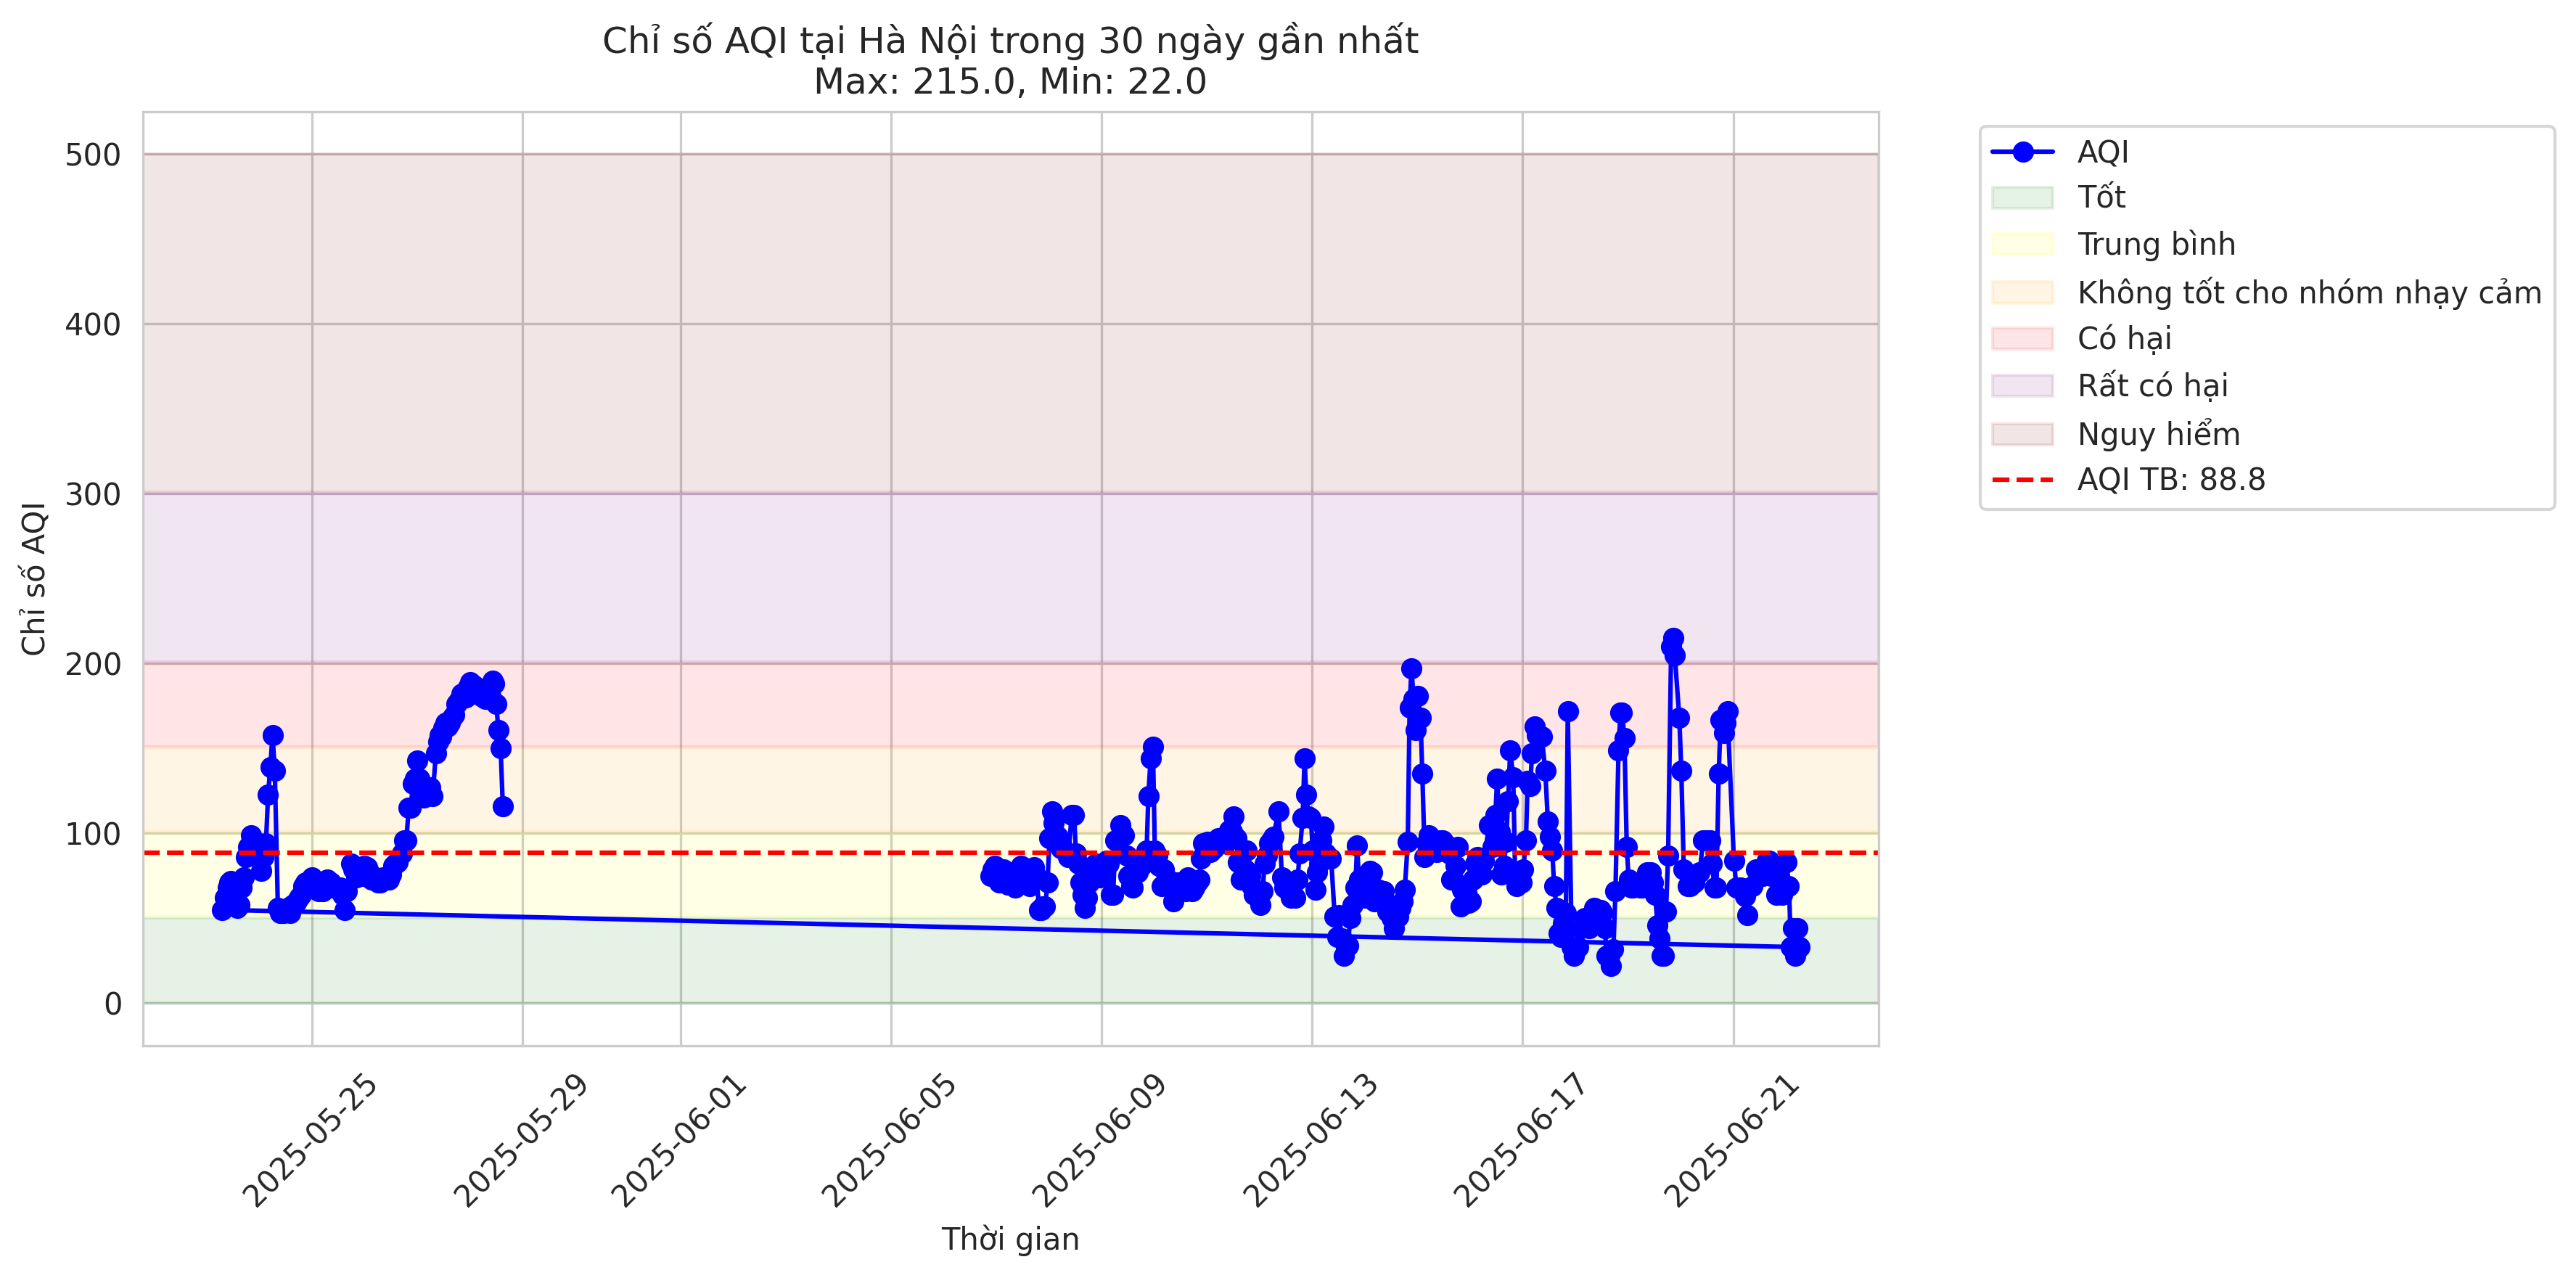 Chỉ số AQI tại Hà Nội trong 30 ngày gần nhất
Max: 215.0, Min: 22.0
Chỉ số AQI
500
400
300
200
100
0
2025-05-25
2025-05-29
2025-06-01
2025-06-05
2025-06-09
2025-06-13
2025-06-17
2025-06-21
Thời gian
AQI
Tốt
Trung bình
Không tốt cho nhóm nhạy cảm
Có hại
Rất có hại
Nguy hiểm
AQI TB: 88.8